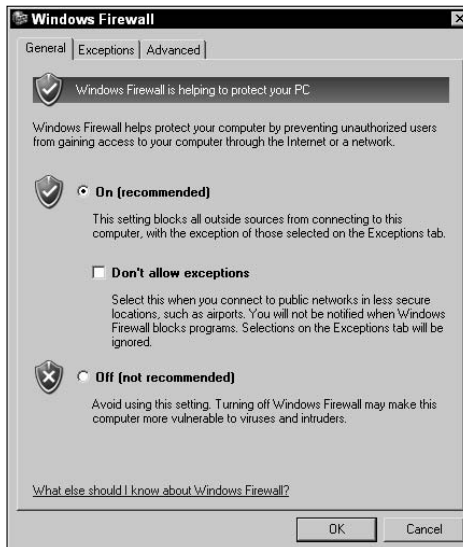 Windows Firewall
General Exceptions Advanced
Windows Firewall is helping to protect your PC
Windows Firewall helps protect your computer by preventing unauthorized users
from gaining access to your computer through the Internet or a network.
On (recommended)
This setting blocks all outside sources from connecting to this
computer, with the exception of those selected on the Exceptions tab.
Don't allow exceptions
Select this when you connect to public networks in less secure
locations, such as airports. You will not be notified when Windows
Firewall blocks programs. Selections on the Exceptions tab will be
ignored.
Off (not recommended)
Avoid using this setting. Turning off Windows Firewall may make this
computer more vulnerable to viruses and intruders.
What else should I know about Windows Firewall?
OK Cancel